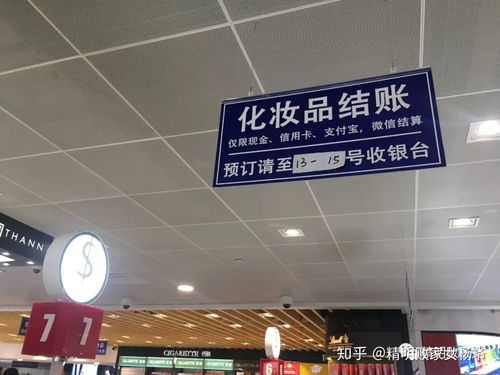 化妆品结账
仅限现金、信用卡、支付宝，微信结算
预订请至13-15号收银台
THANN
$
7
7
CIGARETTE
6
知乎 @精明败家女杨锦